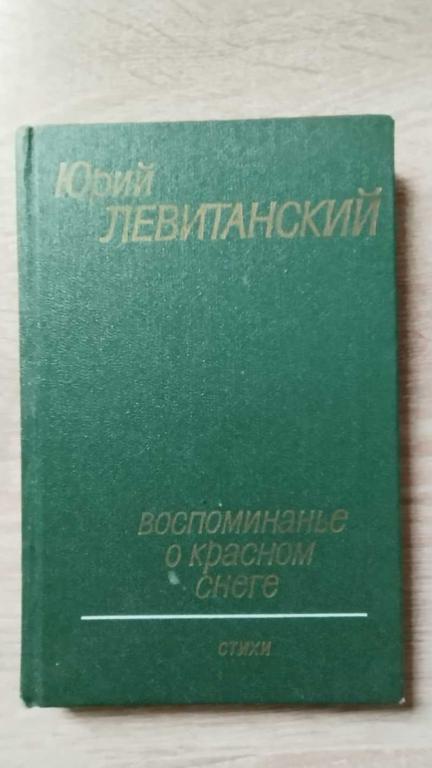 Юрий
ЛЕВИТАНСКИЙ
воспоминанье
о красном
снеге
стихи